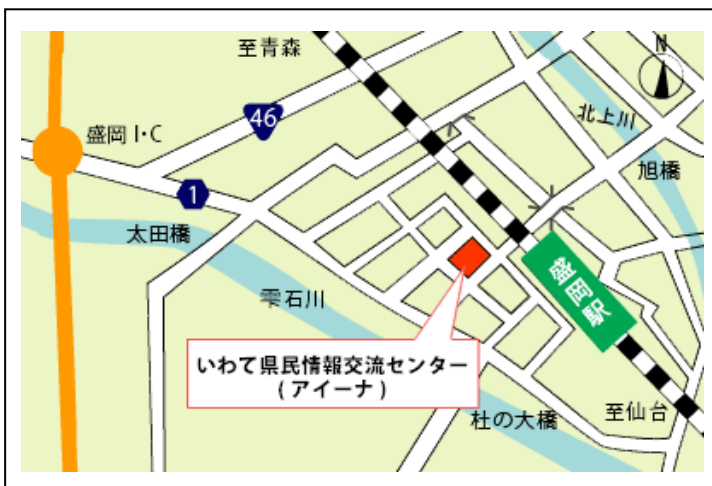 至青森
N
46
北上川
盛岡I・C
旭橋
1
太田橋
雫石川
盛岡駅
いわて県民情報交流センター
(アイーナ)
至仙台
杜の大橋